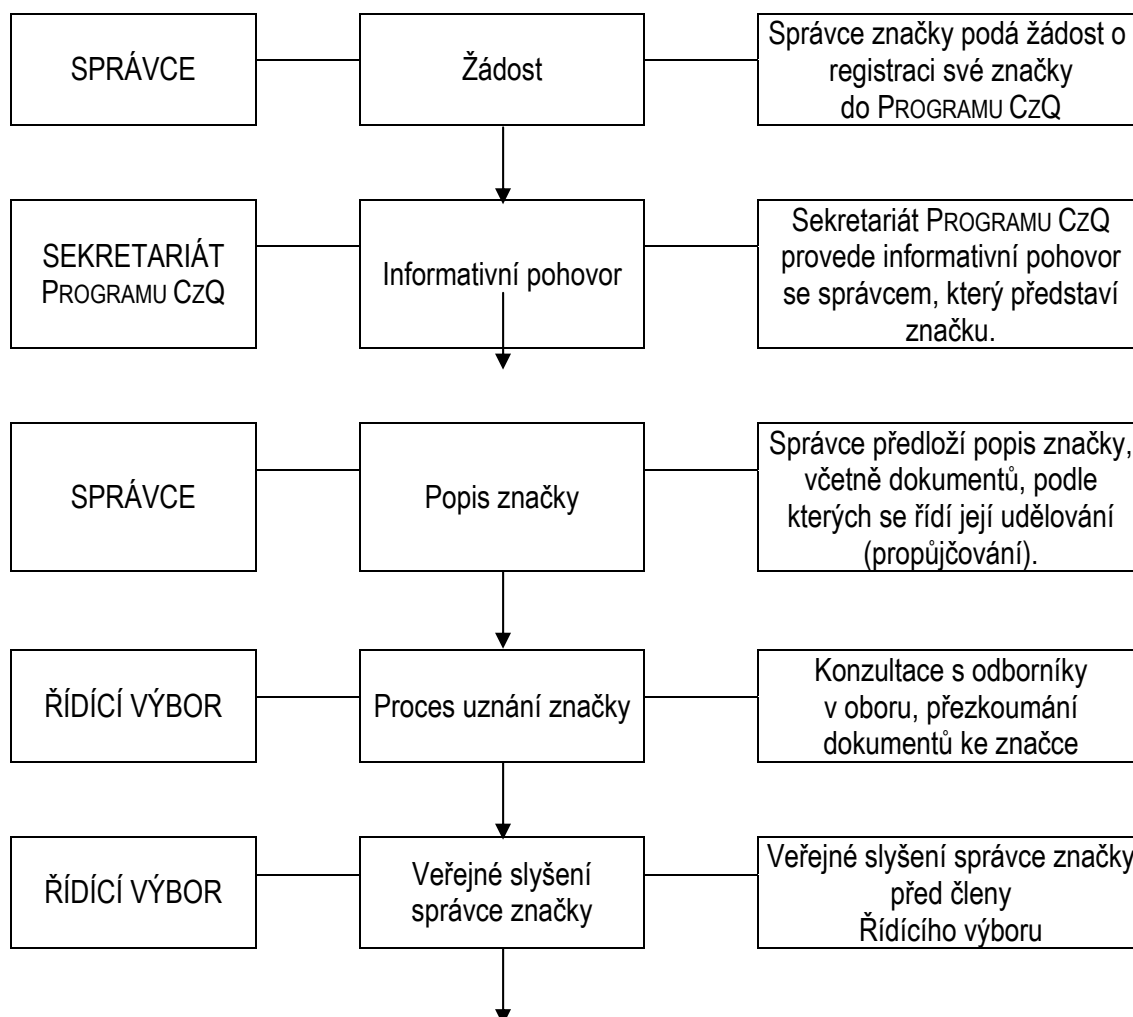 SPRÁVCE
Žádost
Správce značky podá žádost o
registraci své značky
do PROGRAMU CZQ
SEKRETARIÁT
PROGRAMU CZQ
Informativní pohovor
Sekretariát PROGRAMU CZQ
provede informativní pohovor
se správcem, který představí
značku.
SPRÁVCE
Popis značky
Správce předloží popis značky,
včetně dokumentů, podle
kterých se řídí její udělování
(propůjčování).
ŘÍDÍCÍ VÝBOR
Proces uznání značky
Konzultace s odborníky
v oboru, přezkoumání
dokumentů ke značce
ŘÍDÍCÍ VÝBOR
Veřejné slyšení
správce značky
Veřejné slyšení správce značky
před členy
Řídícího výboru